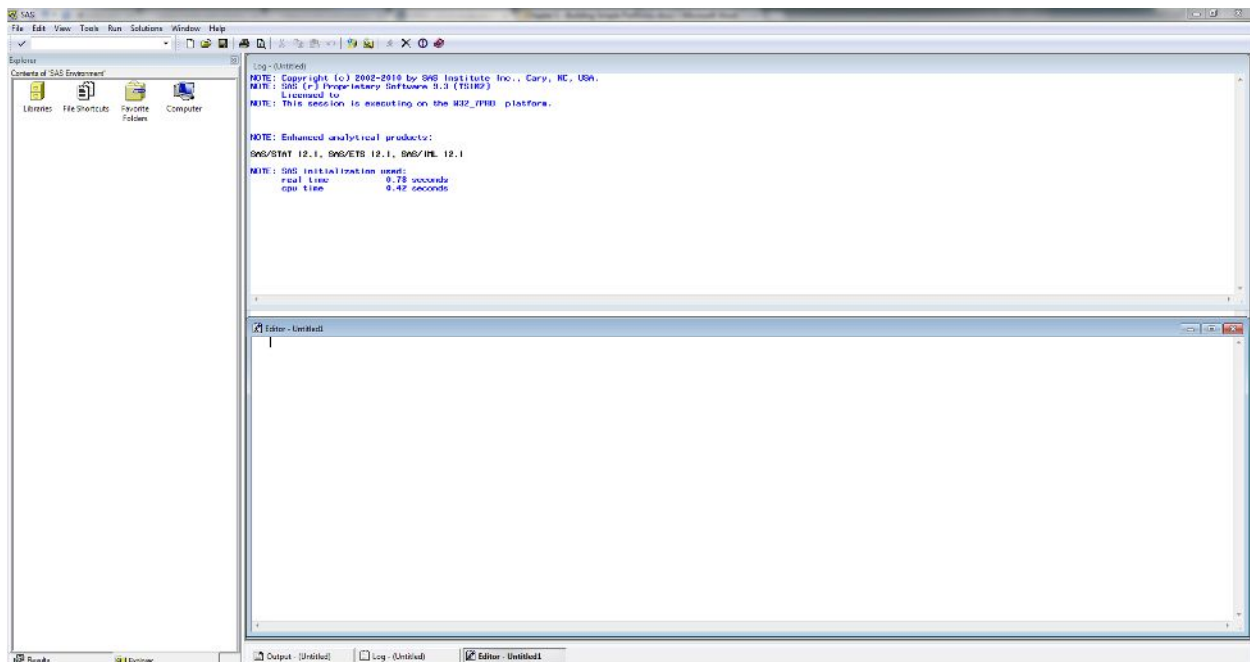 SAS
File Edit View Tools Run Solutions Window Help
Explorer
Contents of 'SAS Environment'
Libraries File Shortcuts Favorite Folders Computer
Log - (Untitled)
NOTE: Copyright (c) 2002-2010 by SAS Institute Inc., Cary, NC, USA.
NOTE: SAS (r) Proprietary Software 9.3 (TS1M2)
Licensed to
NOTE: This session is executing on the W32_7PRO platform.
NOTE: Enhanced analytical products:
SAS/STAT 12.1, SAS/ETS 12.1, SAS/IML 12.1
NOTE: SAS initialization used:
real time 0.78 seconds
cpu time 0.42 seconds
Editor - Untitled1
Results Explorer
Output - (Untitled) Log - (Untitled) Editor - Untitled1